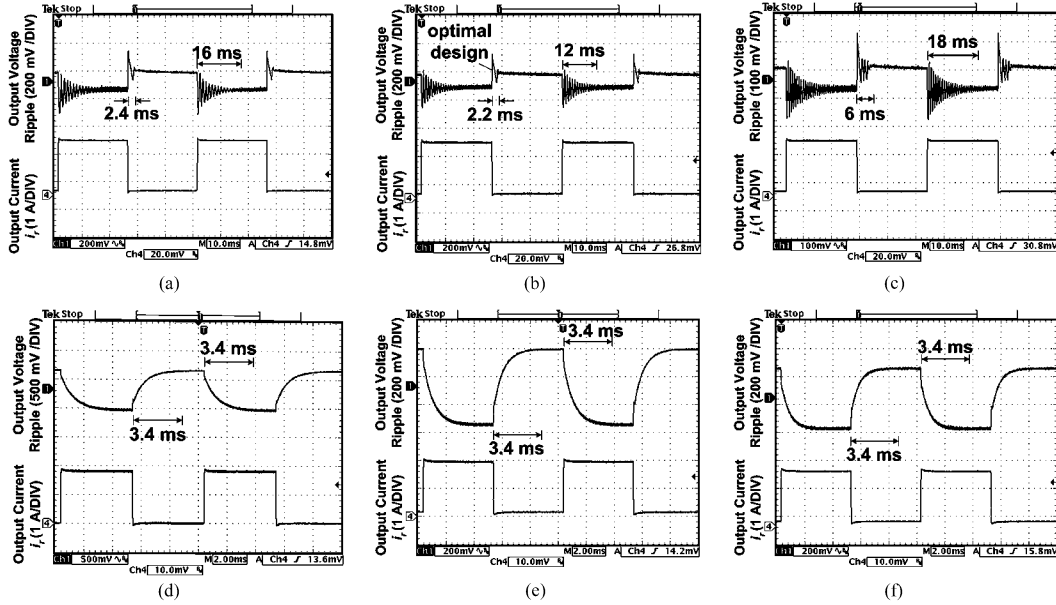 Tek Stop
Output Voltage
Ripple (200 mV /DIV)
16 ms
2.4 ms
Output Current
ir (1 A/DIV)
Ch1 200mV M 10.0ms A Ch4 14.8mV
Ch4 20.0mV
(a)
Tek Stop
Output Voltage
Ripple (200 mV /DIV)
optimal
design
12 ms
2.2 ms
Output Current
ir (1 A/DIV)
Ch1 200mV M 10.0ms A Ch4 26.8mV
Ch4 20.0mV
(b)
Tek Stop
Output Voltage
Ripple (100 mV /DIV)
18 ms
6 ms
Output Current
ir (1 A/DIV)
Ch1 100mV M 10.0ms A Ch4 30.8mV
Ch4 20.0mV
(c)
Tek Stop
Output Voltage
Ripple (500 mV /DIV)
3.4 ms
3.4 ms
Output Current
ir (1 A/DIV)
Ch1 500mV M 2.00ms A Ch4 13.6mV
Ch4 10.0mV
(d)
Tek Stop
Output Voltage
Ripple (200 mV /DIV)
3.4 ms
3.4 ms
Output Current
ir (1 A/DIV)
Ch1 200mV M 2.00ms A Ch4 14.2mV
Ch4 10.0mV
(e)
Tek Stop
Output Voltage
Ripple (200 mV /DIV)
3.4 ms
3.4 ms
Output Current
ir (1 A/DIV)
Ch1 200mV M 2.00ms A Ch4 15.8mV
Ch4 10.0mV
(f)